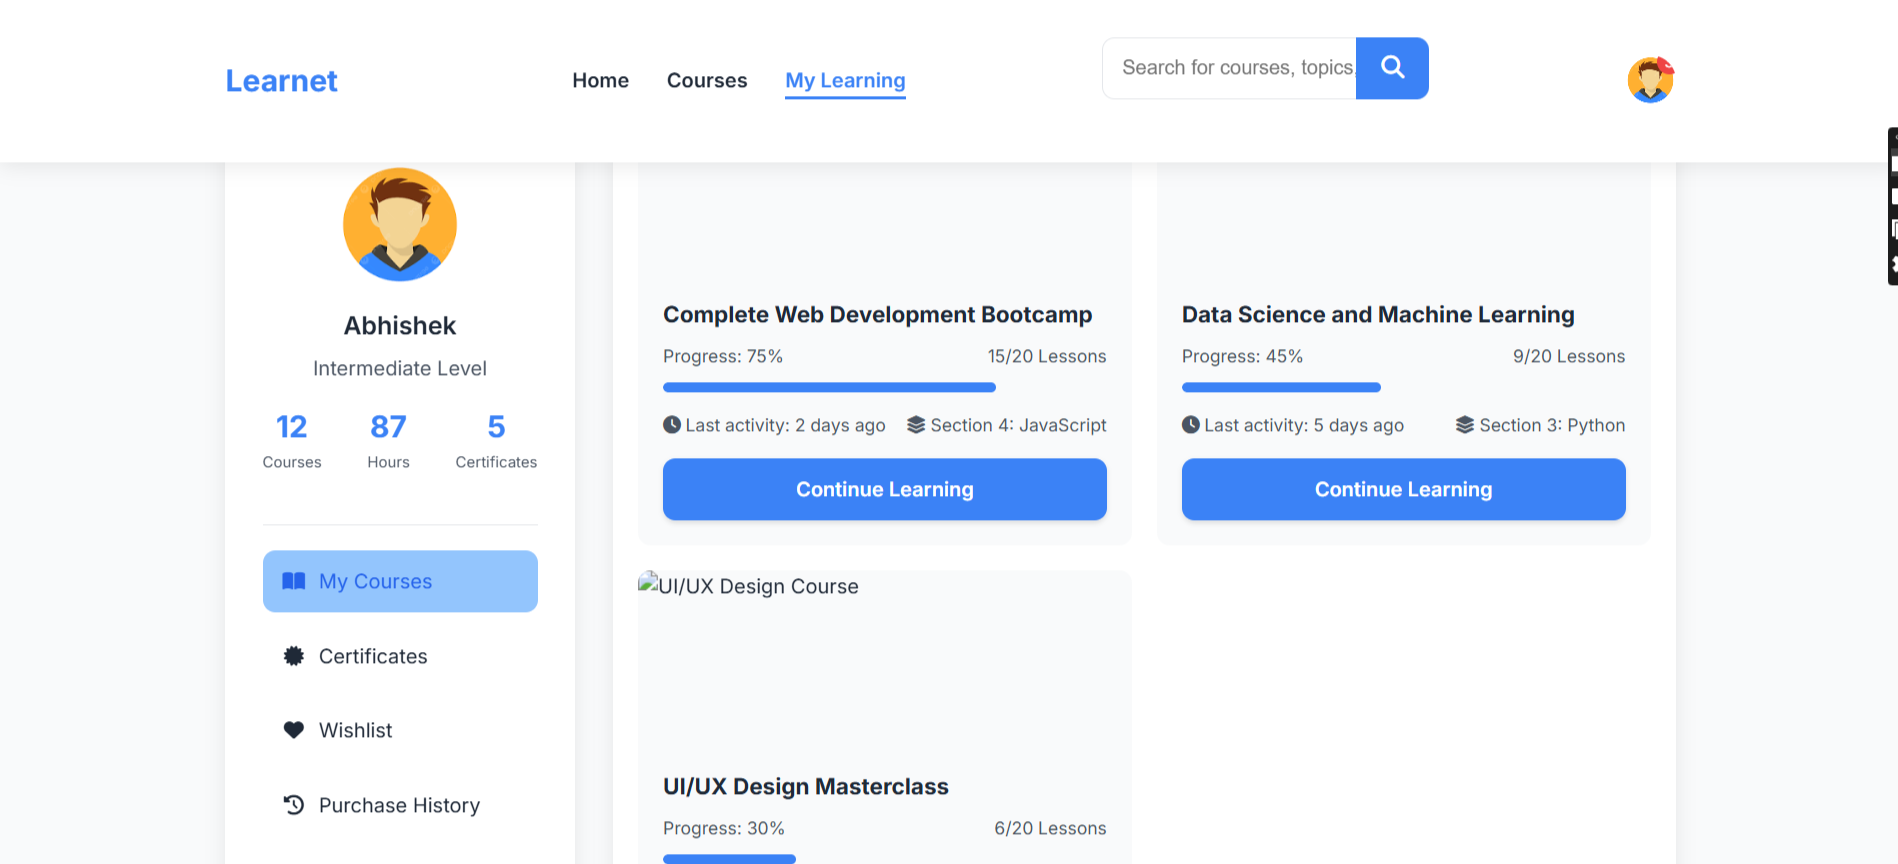 Learnet
Home
Courses
My Learning
Search for courses, topics,
Abhishek
Intermediate Level
12
87
5
Courses
Hours
Certificates
My Courses
Certificates
Wishlist
Purchase History
Complete Web Development Bootcamp
Progress: 75%
15/20 Lessons
Last activity: 2 days ago
Section 4: JavaScript
Continue Learning
Data Science and Machine Learning
Progress: 45%
9/20 Lessons
Last activity: 5 days ago
Section 3: Python
Continue Learning
UI/UX Design Course
UI/UX Design Masterclass
Progress: 30%
6/20 Lessons